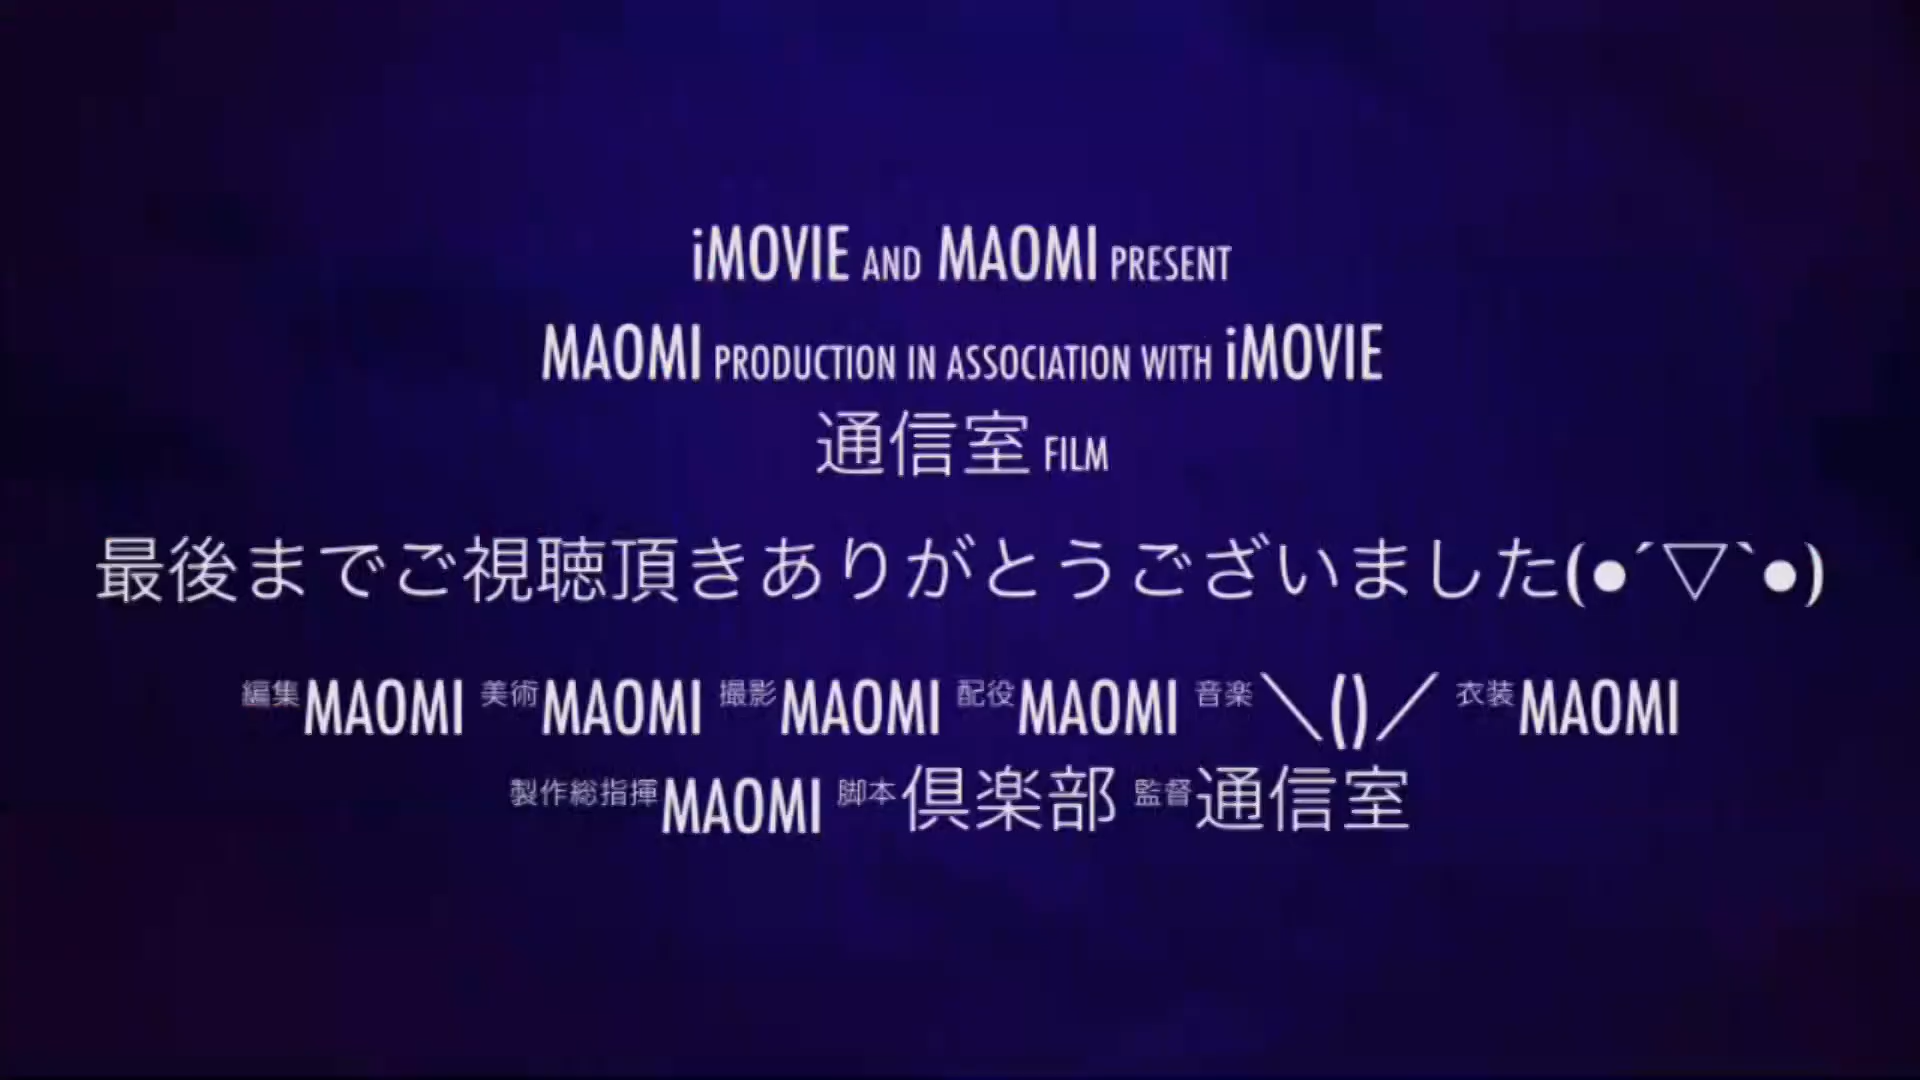 iMOVIE AND MAOMI PRESENT
MAOMI PRODUCTION IN ASSOCIATION WITH iMOVIE
通信室 FILM
最後までご視聴頂きありがとうございました(●´▽`●)
編集MAOMI 美術MAOMI 撮影MAOMI 配役MAOMI 音楽＼()／ 衣装MAOMI
製作総指揮MAOMI 脚本倶楽部 監督通信室